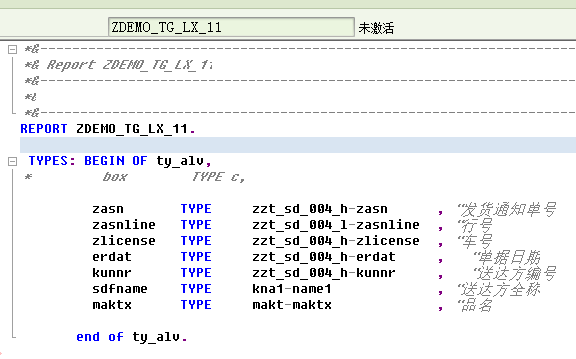 ZDEMO_TG_LX_11 未激活
*&---------------------------------------------------------------------
*& Report ZDEMO_TG_LX_11
*&---------------------------------------------------------------------
*&
*&---------------------------------------------------------------------
REPORT ZDEMO_TG_LX_11.
TYPES: BEGIN OF ty_alv,
* box TYPE c,
zasn TYPE zzt_sd_004_h-zasn , "发货通知单号
zasnline TYPE zzt_sd_004_l-zasnline , "行号
zlicense TYPE zzt_sd_004_h-zlicense , "车号
erdat TYPE zzt_sd_004_h-erdat , "单据日期
kunnr TYPE zzt_sd_004_h-kunnr , "送达方编号
sdfname TYPE kna1-name1 , "送达方全称
maktx TYPE makt-maktx , "品名
end of ty_alv.